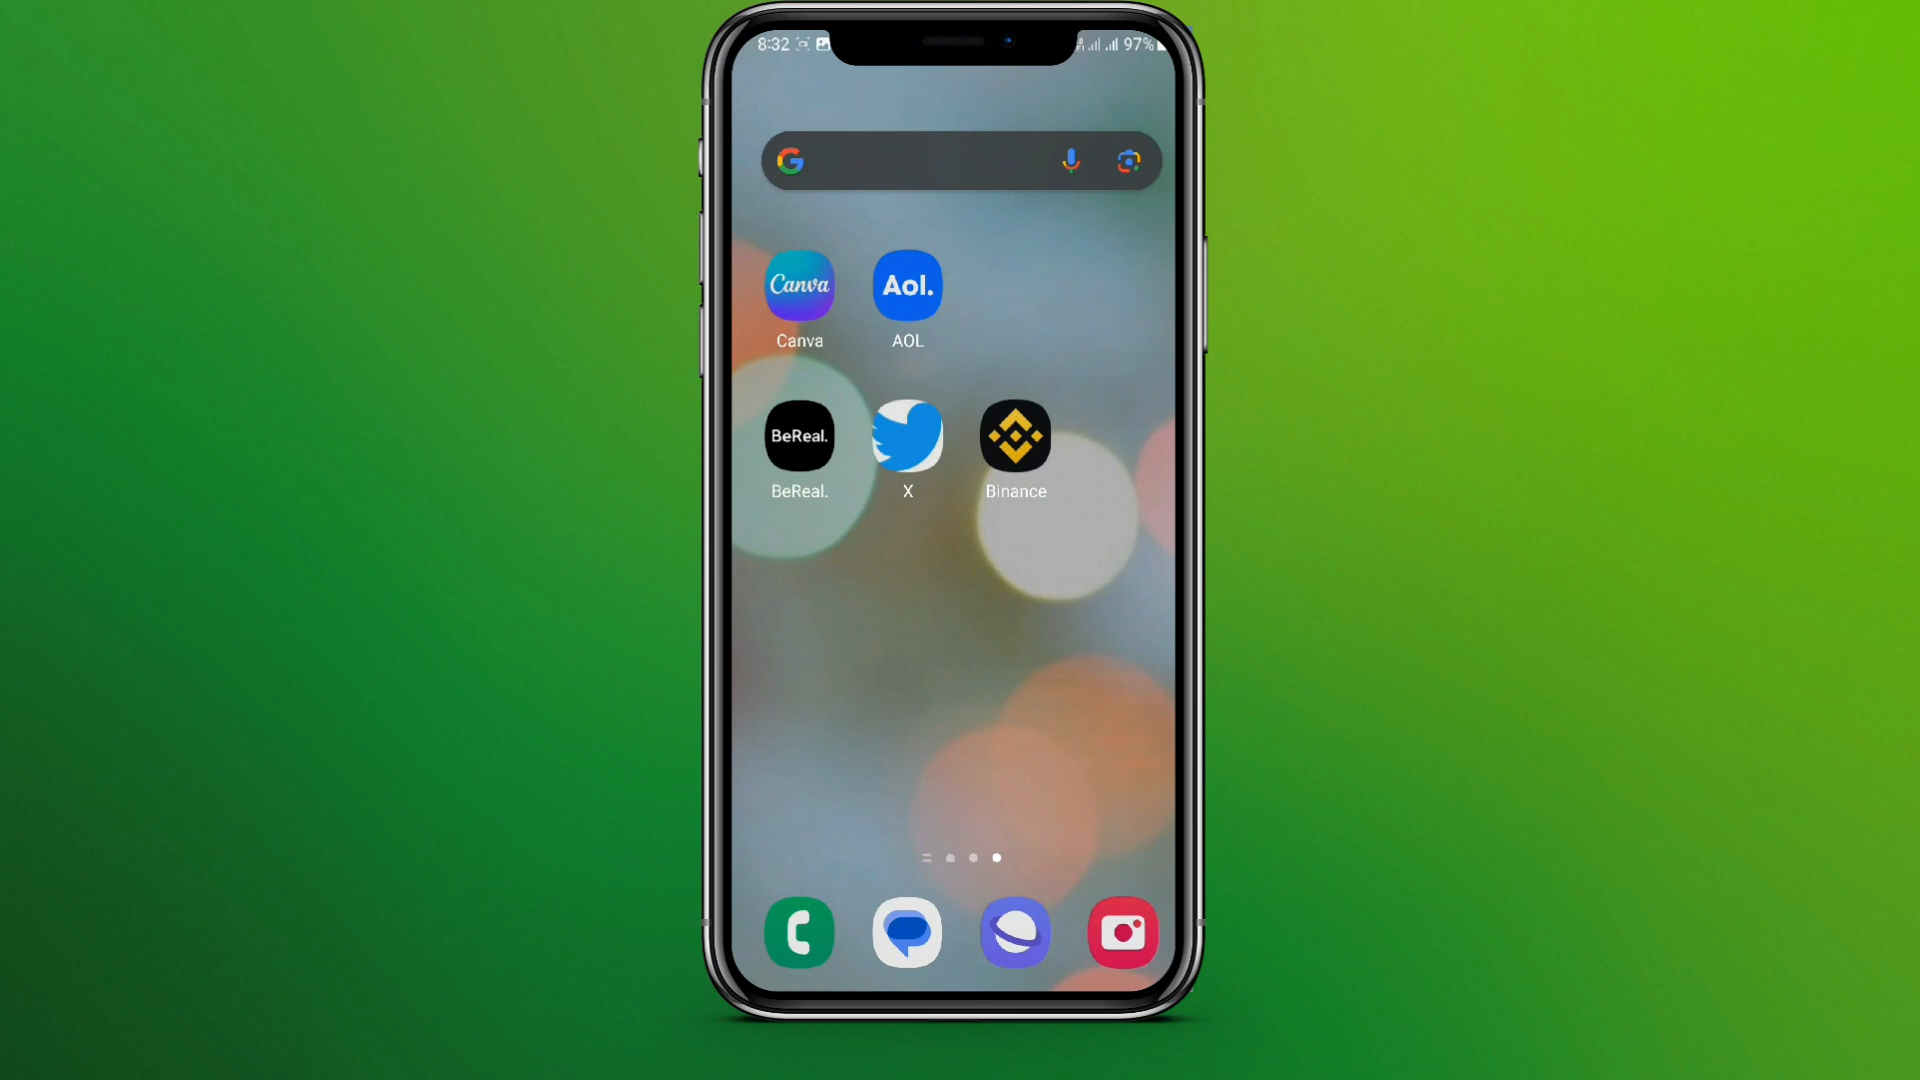 8:32
97%
Canva
Aol.
Canva
AOL
BeReal.
BeReal.
X
Binance